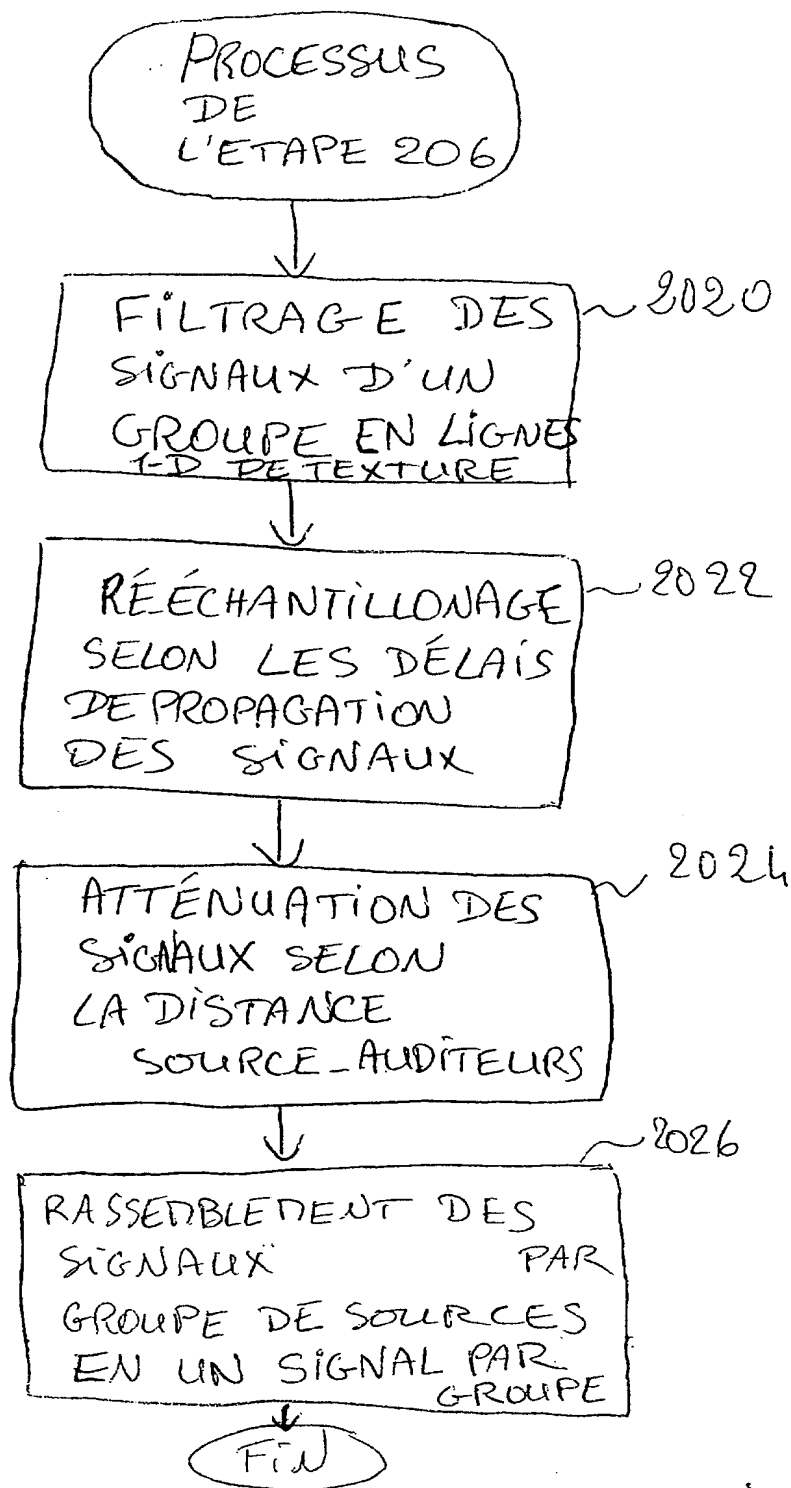 PROCESSUS
DE
L'ETAPE 206
FILTRAGE DES
SIGNAUX D'UN
GROUPE EN LIGNES
1-D DE TEXTURE
2020
RÉÉCHANTILLONAGE
SELON LES DÉLAIS
DE PROPAGATION
DES SIGNAUX
2022
ATTÉNUATION DES
SIGNAUX SELON
LA DISTANCE
SOURCE-AUDITEURS
2024
RASSEMBLEMENT DES
SIGNAUX PAR
GROUPE DE SOURCES
EN UN SIGNAL PAR
GROUPE
2026
FIN